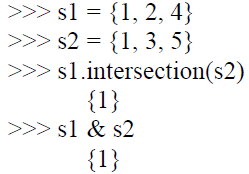 >>> s1 = {1, 2, 4}
>>> s2 = {1, 3, 5}
>>> s1.intersection(s2)
{1}
>>> s1 & s2
{1}